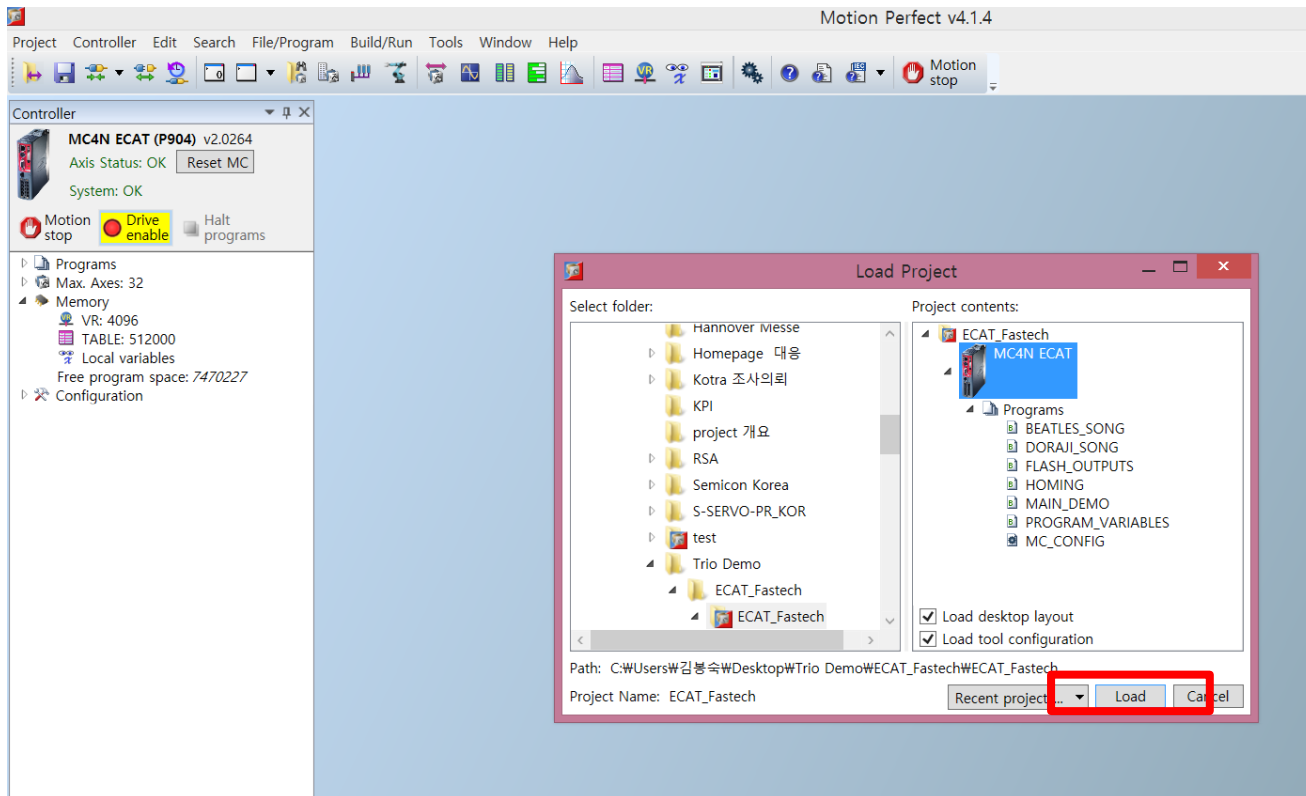 Motion Perfect v4.1.4
Project Controller Edit Search File/Program Build/Run Tools Window Help
Motion stop
Controller
MC4N ECAT (P904) v2.0264
Axis Status: OK Reset MC
System: OK
Motion stop Drive enable Halt programs
Programs
Max. Axes: 32
Memory
VR: 4096
TABLE: 512000
Local variables
Free program space: 7470227
Configuration
Load Project
Select folder:
Hannover Messe
Homepage 대응
Kotra 조사의뢰
KPI
project 개요
RSA
Semicon Korea
S-SERVO-PR_KOR
test
Trio Demo
ECAT_Fastech
ECAT_Fastech
Project contents:
ECAT_Fastech
MC4N ECAT
Programs
BEATLES_SONG
DORAJI_SONG
FLASH_OUTPUTS
HOMING
MAIN_DEMO
PROGRAM_VARIABLES
MC_CONFIG
Load desktop layout
Load tool configuration
Path: C:₩Users₩김봉숙₩Desktop₩Trio Demo₩ECAT_Fastech₩ECAT_Fastech
Project Name: ECAT_Fastech
Recent project ... Load Cancel